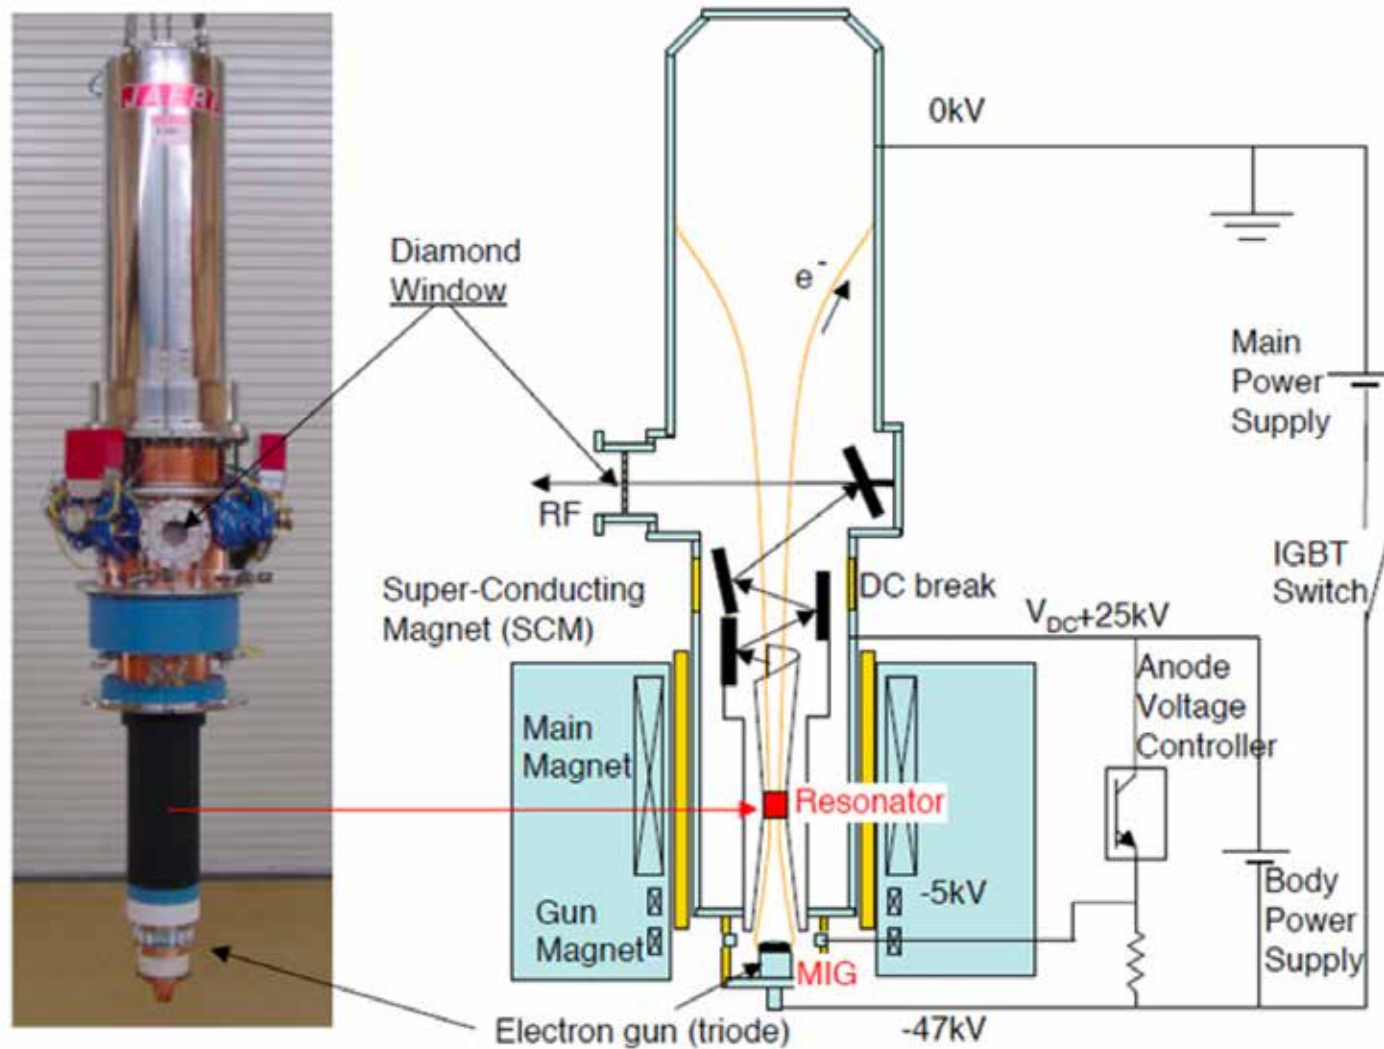 JAERI
0kV
Diamond
Window
e-
Main
Power
Supply
RF
IGBT
Switch
Super-Conducting
Magnet (SCM)
DC break
VDC+25kV
Anode
Voltage
Controller
Main
Magnet
Resonator
-5kV
Gun
Magnet
Body
Power
Supply
MIG
Electron gun (triode)
-47kV